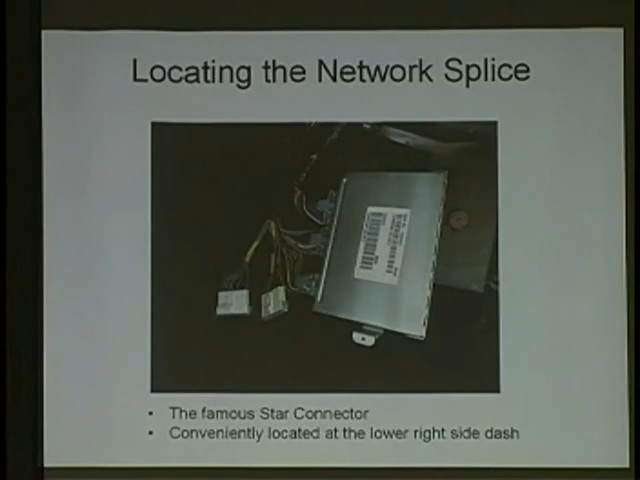 Locating the Network Splice
• The famous Star Connector
• Conveniently located at the lower right side dash